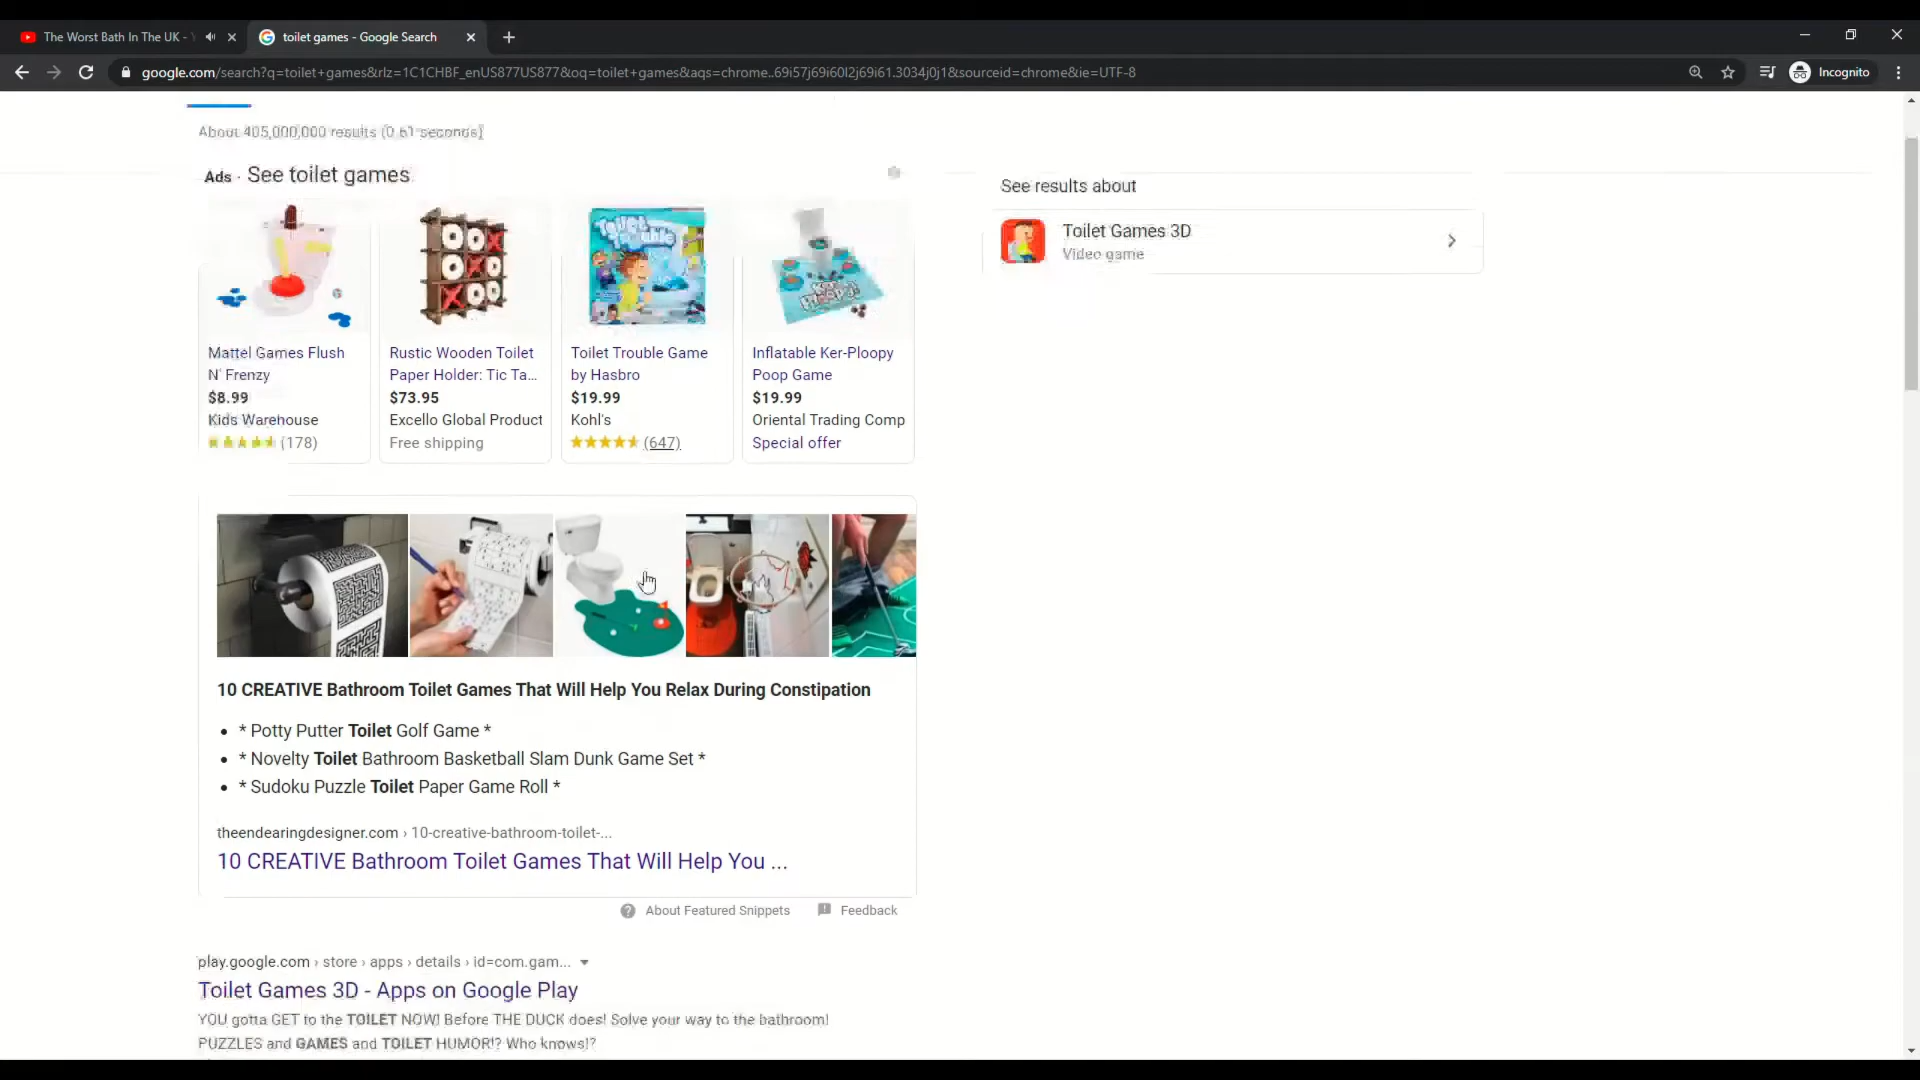 The Worst Bath In The UK -
toilet games - Google Search
google.com/search?q=toilet+games&rlz=1C1CHBF_enUS877US877&oq=toilet+games&aqs=chrome..69i57j69i60l2j69i61.3034j0j1&sourceid=chrome&ie=UTF-8
Incognito
About 405,000,000 results (0.61 seconds)
Ads · See toilet games
See results about
Toilet Games 3D
Video game
Toilet Trouble
Ker-Ploopy!
Mattel Games Flush N' Frenzy
$8.99
Kids Warehouse
(178)
Rustic Wooden Toilet Paper Holder: Tic Ta...
$73.95
Excello Global Product
Free shipping
Toilet Trouble Game by Hasbro
$19.99
Kohl's
(647)
Inflatable Ker-Ploopy Poop Game
$19.99
Oriental Trading Comp
Special offer
10 CREATIVE Bathroom Toilet Games That Will Help You Relax During Constipation
* Potty Putter Toilet Golf Game *
* Novelty Toilet Bathroom Basketball Slam Dunk Game Set *
* Sudoku Puzzle Toilet Paper Game Roll *
theendearingdesigner.com › 10-creative-bathroom-toilet-...
10 CREATIVE Bathroom Toilet Games That Will Help You ...
About Featured Snippets
Feedback
play.google.com › store › apps › details › id=com.gam...
Toilet Games 3D - Apps on Google Play
YOU gotta GET to the TOILET NOW! Before THE DUCK does! Solve your way to the bathroom!
PUZZLES and GAMES and TOILET HUMOR!? Who knows!?